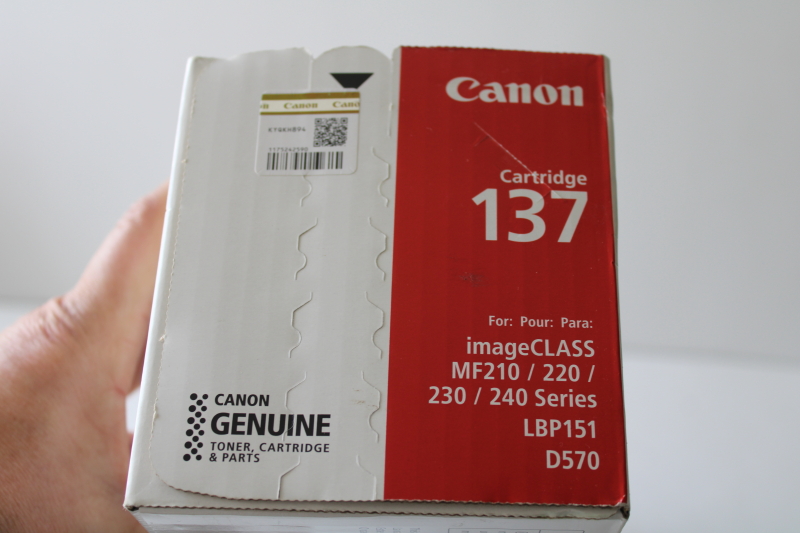 Canon
Cartridge
137
For: Pour: Para:
imageCLASS
MF210 / 220 /
230 / 240 Series
LBP151
D570
Canon
CANON
GENUINE
TONER, CARTRIDGE
& PARTS